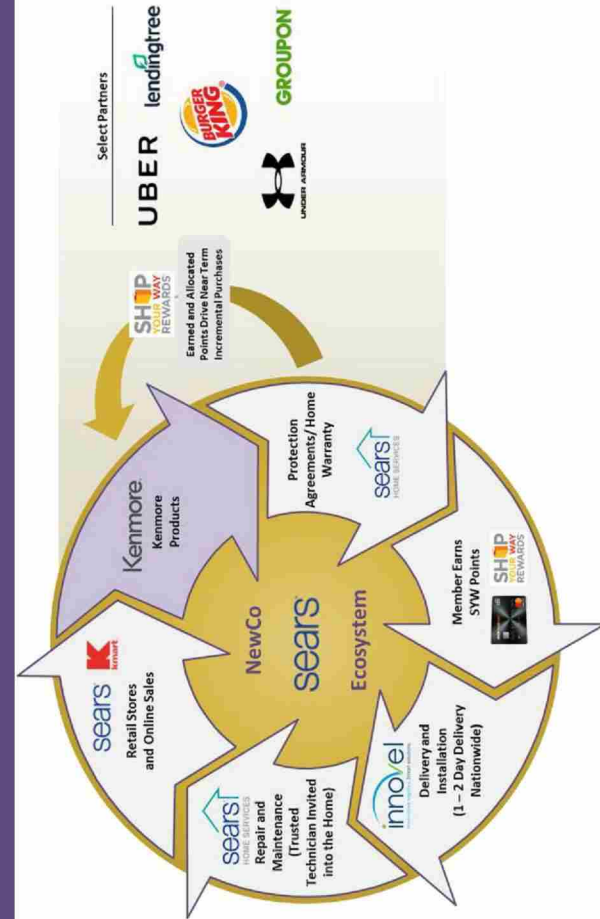 Select Partners
UBER
lendingtree
BURGER
KING
UNDER ARMOUR
GROUPON
SHOP
YOUR WAY
REWARDS
Earned and Allocated
Points Drive Near Term
Incremental Purchases
Kenmore
Kenmore
Products
Protection
Agreements/ Home
Warranty
sears
HOME SERVICES
Member Earns
SYW Points
SHOP
YOUR WAY
REWARDS
innovel
Delivery and
Installation
(1 – 2 Day Delivery
Nationwide)
sears
HOME SERVICES
Repair and
Maintenance
(Trusted
Technician Invited
into the Home)
sears
kmart
Retail Stores
and Online Sales
NewCo
sears
Ecosystem